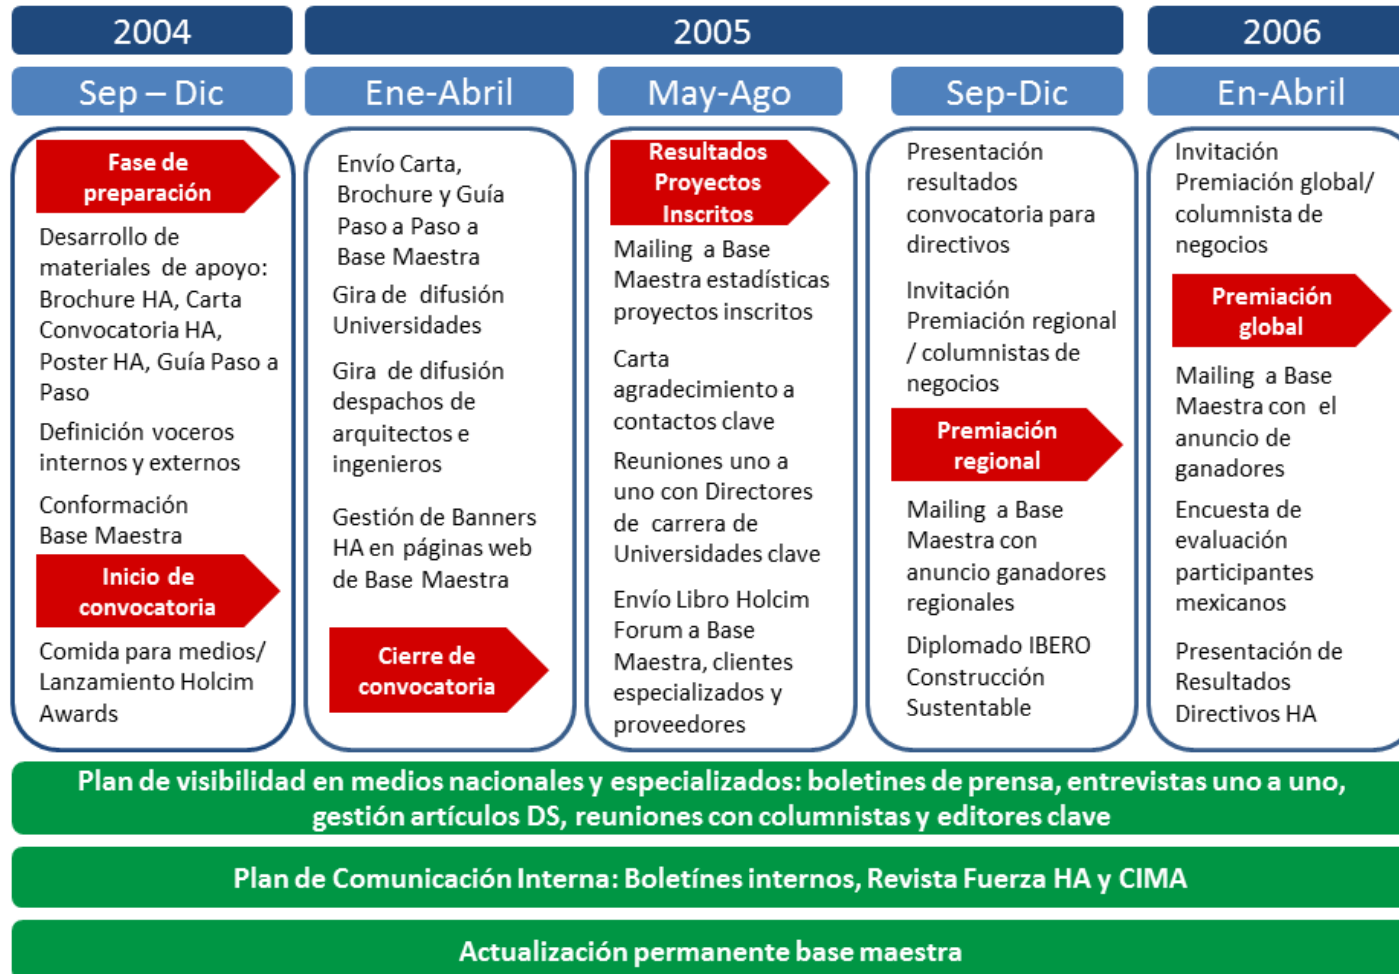 2004
2005
2006
Sep – Dic
Ene-Abril
May-Ago
Sep-Dic
En-Abril
Fase de
preparación
Desarrollo de
materiales de apoyo:
Brochure HA, Carta
Convocatoria HA,
Poster HA, Guía Paso a
Paso
Definición voceros
internos y externos
Conformación
Base Maestra
Inicio de
convocatoria
Comida para medios/
Lanzamiento Holcim
Awards
Envío Carta,
Brochure y Guía
Paso a Paso a
Base Maestra
Gira de difusión
Universidades
Gira de difusión
despachos de
arquitectos e
ingenieros
Gestión de Banners
HA en páginas web
de Base Maestra
Cierre de
convocatoria
Resultados
Proyectos
Inscritos
Mailing a Base
Maestra estadísticas
proyectos inscritos
Carta
agradecimiento a
contactos clave
Reuniones uno a
uno con Directores
de carrera de
Universidades clave
Envío Libro Holcim
Forum a Base
Maestra, clientes
especializados y
proveedores
Presentación
resultados
convocatoria para
directivos
Invitación
Premiación regional
/ columnistas de
negocios
Premiación
regional
Mailing a Base
Maestra con
anuncio ganadores
regionales
Diplomado IBERO
Construcción
Sustentable
Invitación
Premiación global/
columnista de
negocios
Premiación
global
Mailing a Base
Maestra con el
anuncio de
ganadores
Encuesta de
evaluación
participantes
mexicanos
Presentación de
Resultados
Directivos HA
Plan de visibilidad en medios nacionales y especializados: boletines de prensa, entrevistas uno a uno,
gestión artículos DS, reuniones con columnistas y editores clave
Plan de Comunicación Interna: Boletínes internos, Revista Fuerza HA y CIMA
Actualización permanente base maestra